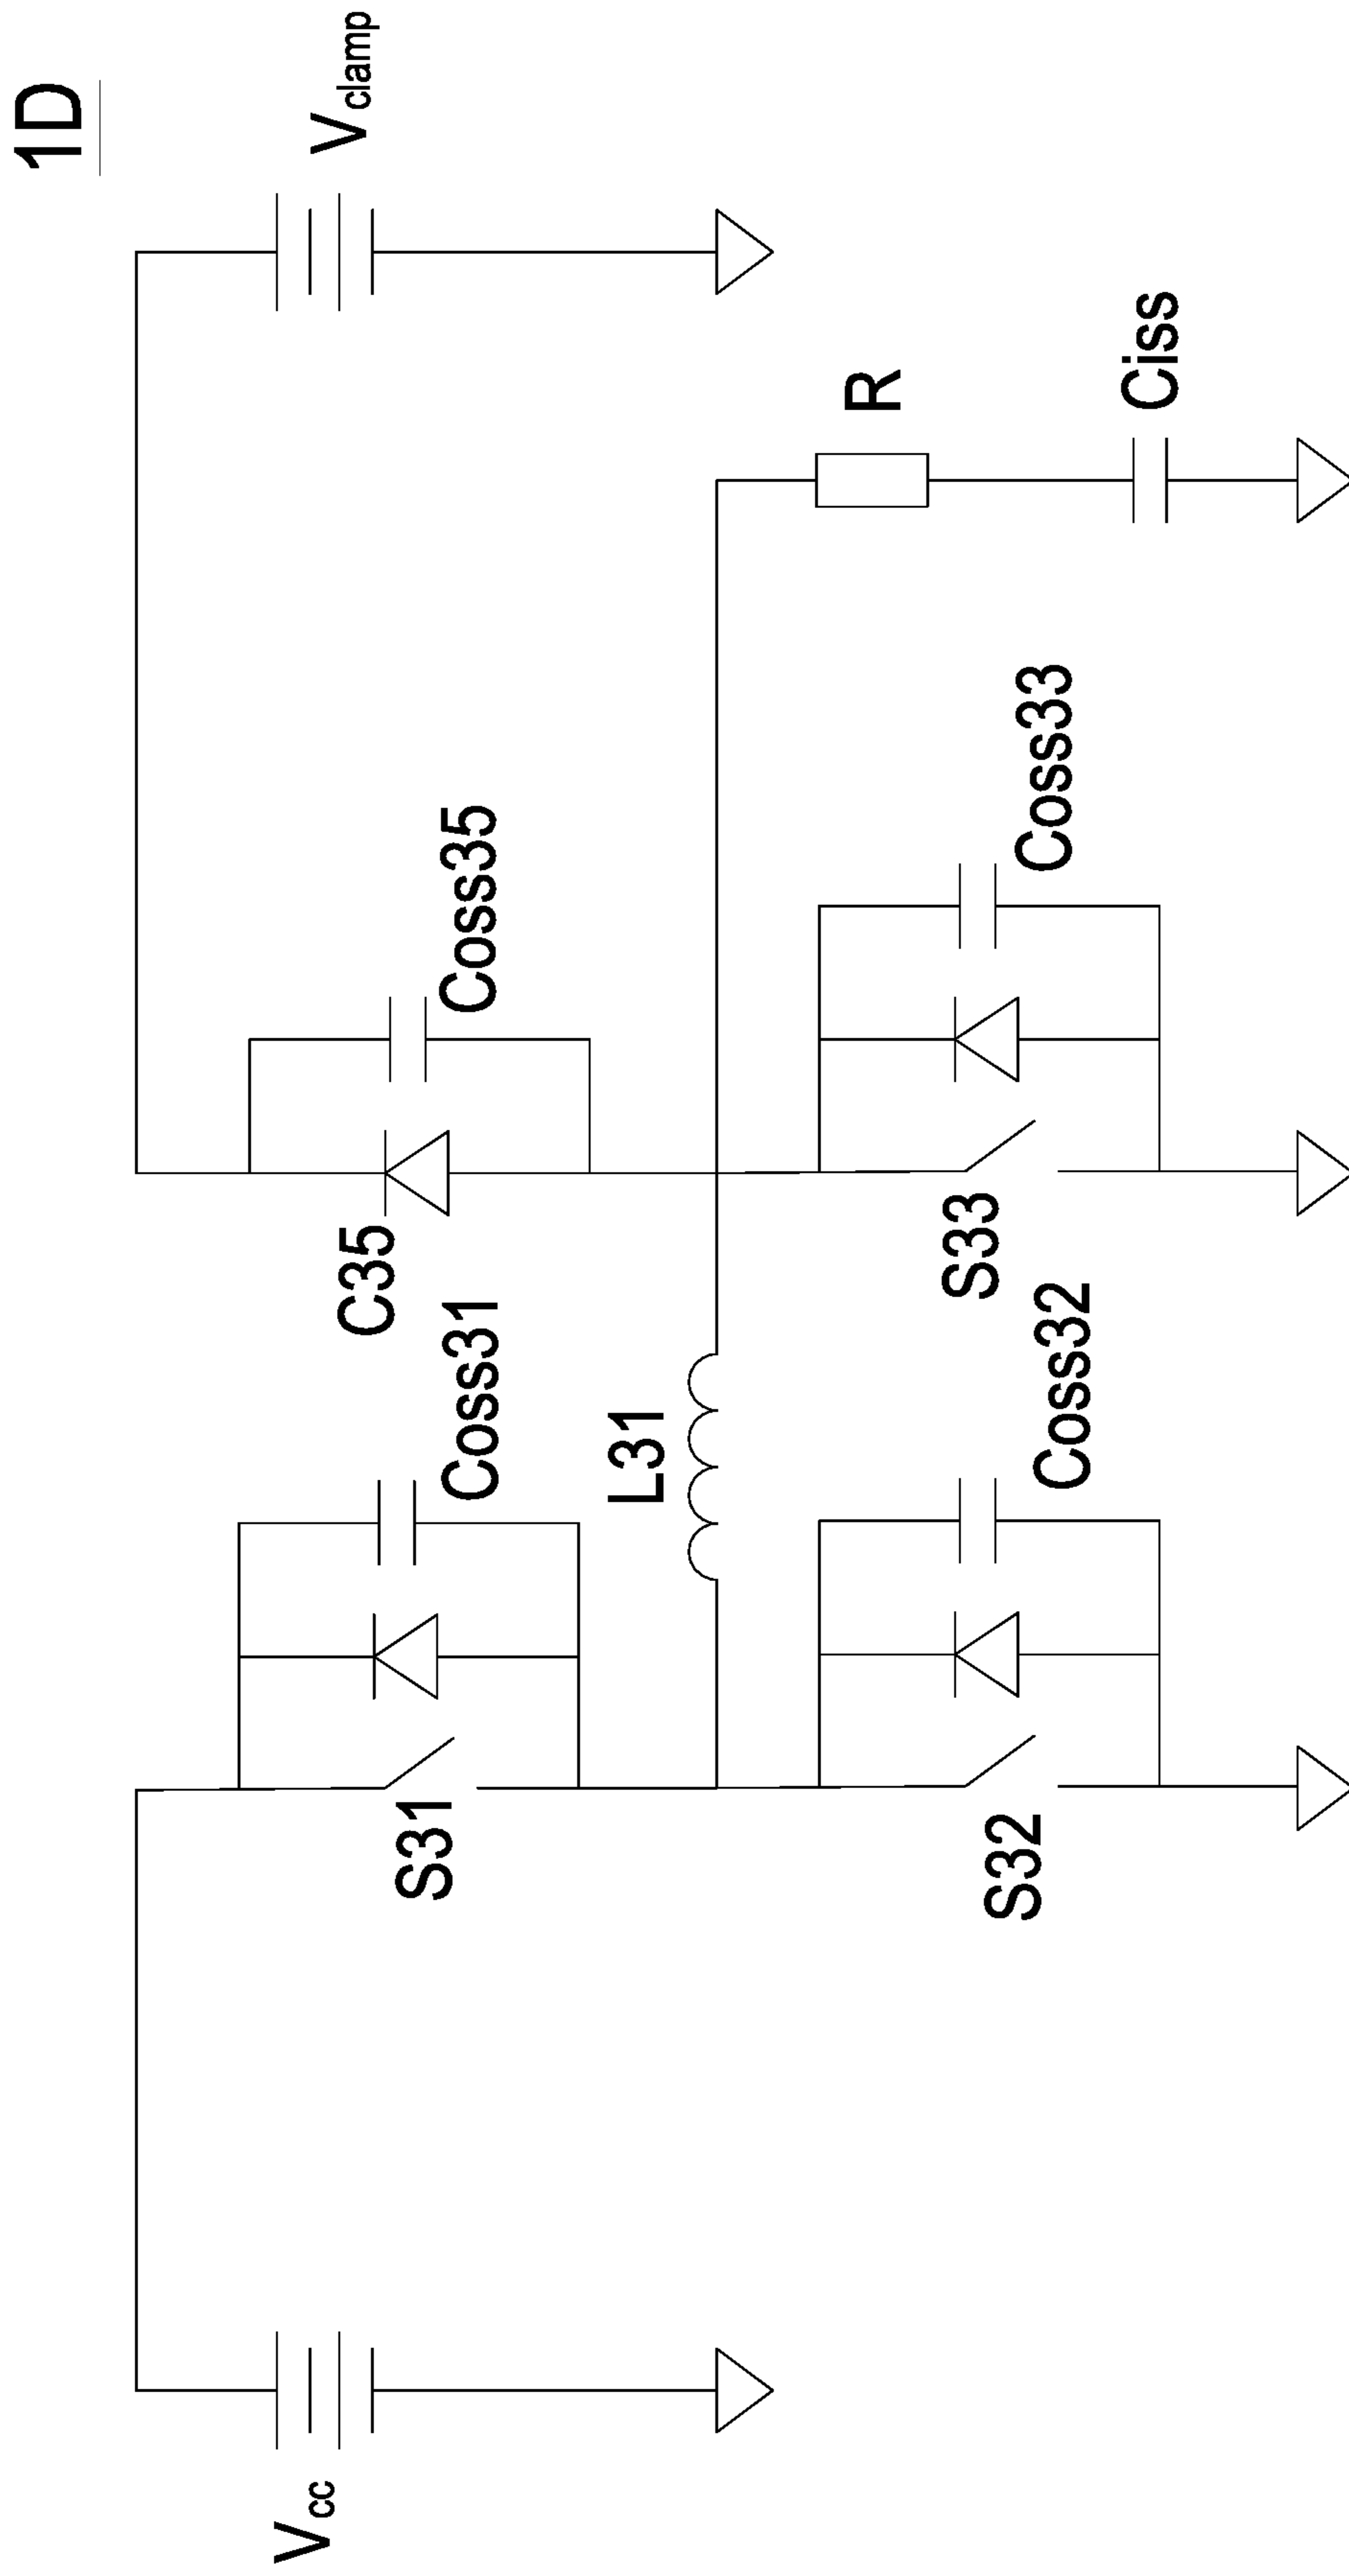 1D
Vcc
Vclamp
S31
Coss31
C35
Coss35
L31
R
S32
Coss32
S33
Coss33
Ciss